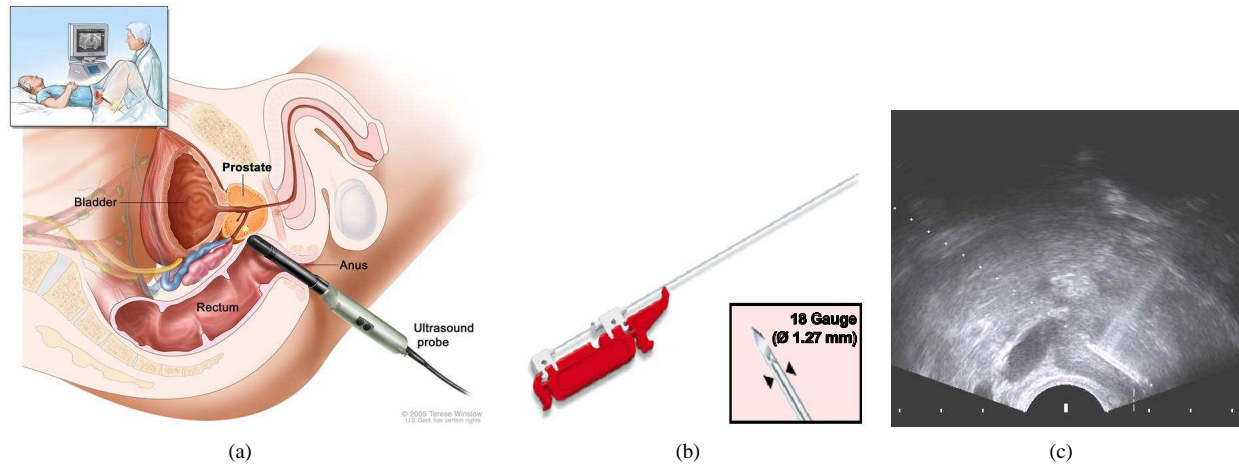 Prostate
Bladder
Anus
Rectum
Ultrasound
probe
© 2005 Terese Winslow
U.S. Govt. has certain rights
18 Gauge
(Ø 1.27 mm)
(a)
(b)
(c)